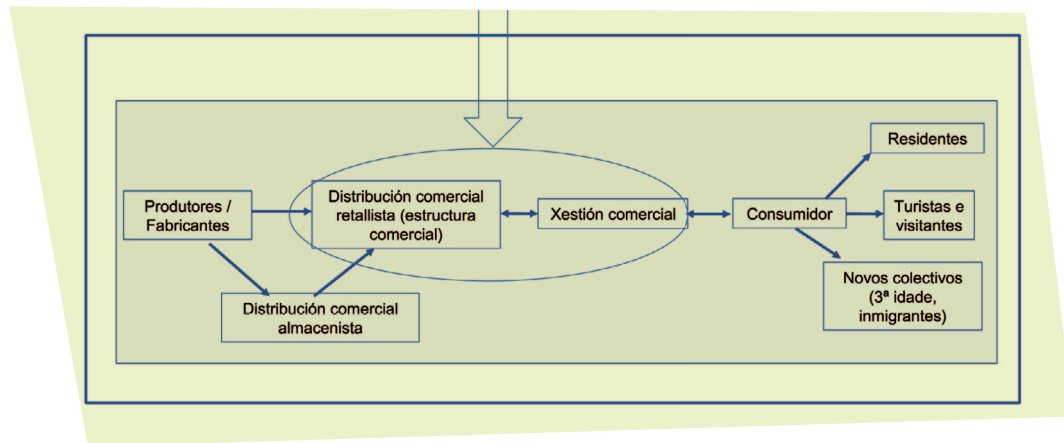 Produtores /
Fabricantes
Distribución comercial
retallista (estructura
comercial)
Distribución comercial
almacenista
Xestión comercial
Consumidor
Residentes
Turistas e
visitantes
Novos colectivos
(3ª idade,
inmigrantes)